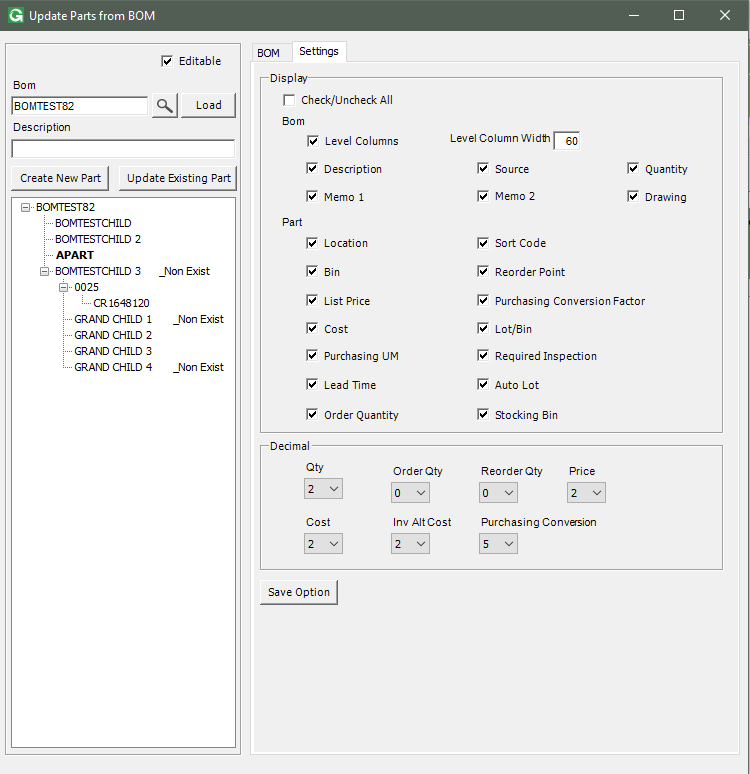 G Update Parts from BOM
Editable
Bom
BOMTEST82
Load
Description
Create New Part
Update Existing Part
BOMTEST82
BOMTESTCHILD
BOMTESTCHILD 2
APART
BOMTESTCHILD 3 _Non Exist
0025
CR1648120
GRAND CHILD 1 _Non Exist
GRAND CHILD 2
GRAND CHILD 3
GRAND CHILD 4 _Non Exist
BOM Settings
Display
Check/Uncheck All
Bom
Level Columns Level Column Width 60
Description Source Quantity
Memo 1 Memo 2 Drawing
Part
Location Sort Code
Bin Reorder Point
List Price Purchasing Conversion Factor
Cost Lot/Bin
Purchasing UM Required Inspection
Lead Time Auto Lot
Order Quantity Stocking Bin
Decimal
Qty Order Qty Reorder Qty Price
2 0 0 2
Cost Inv Alt Cost Purchasing Conversion
2 2 5
Save Option